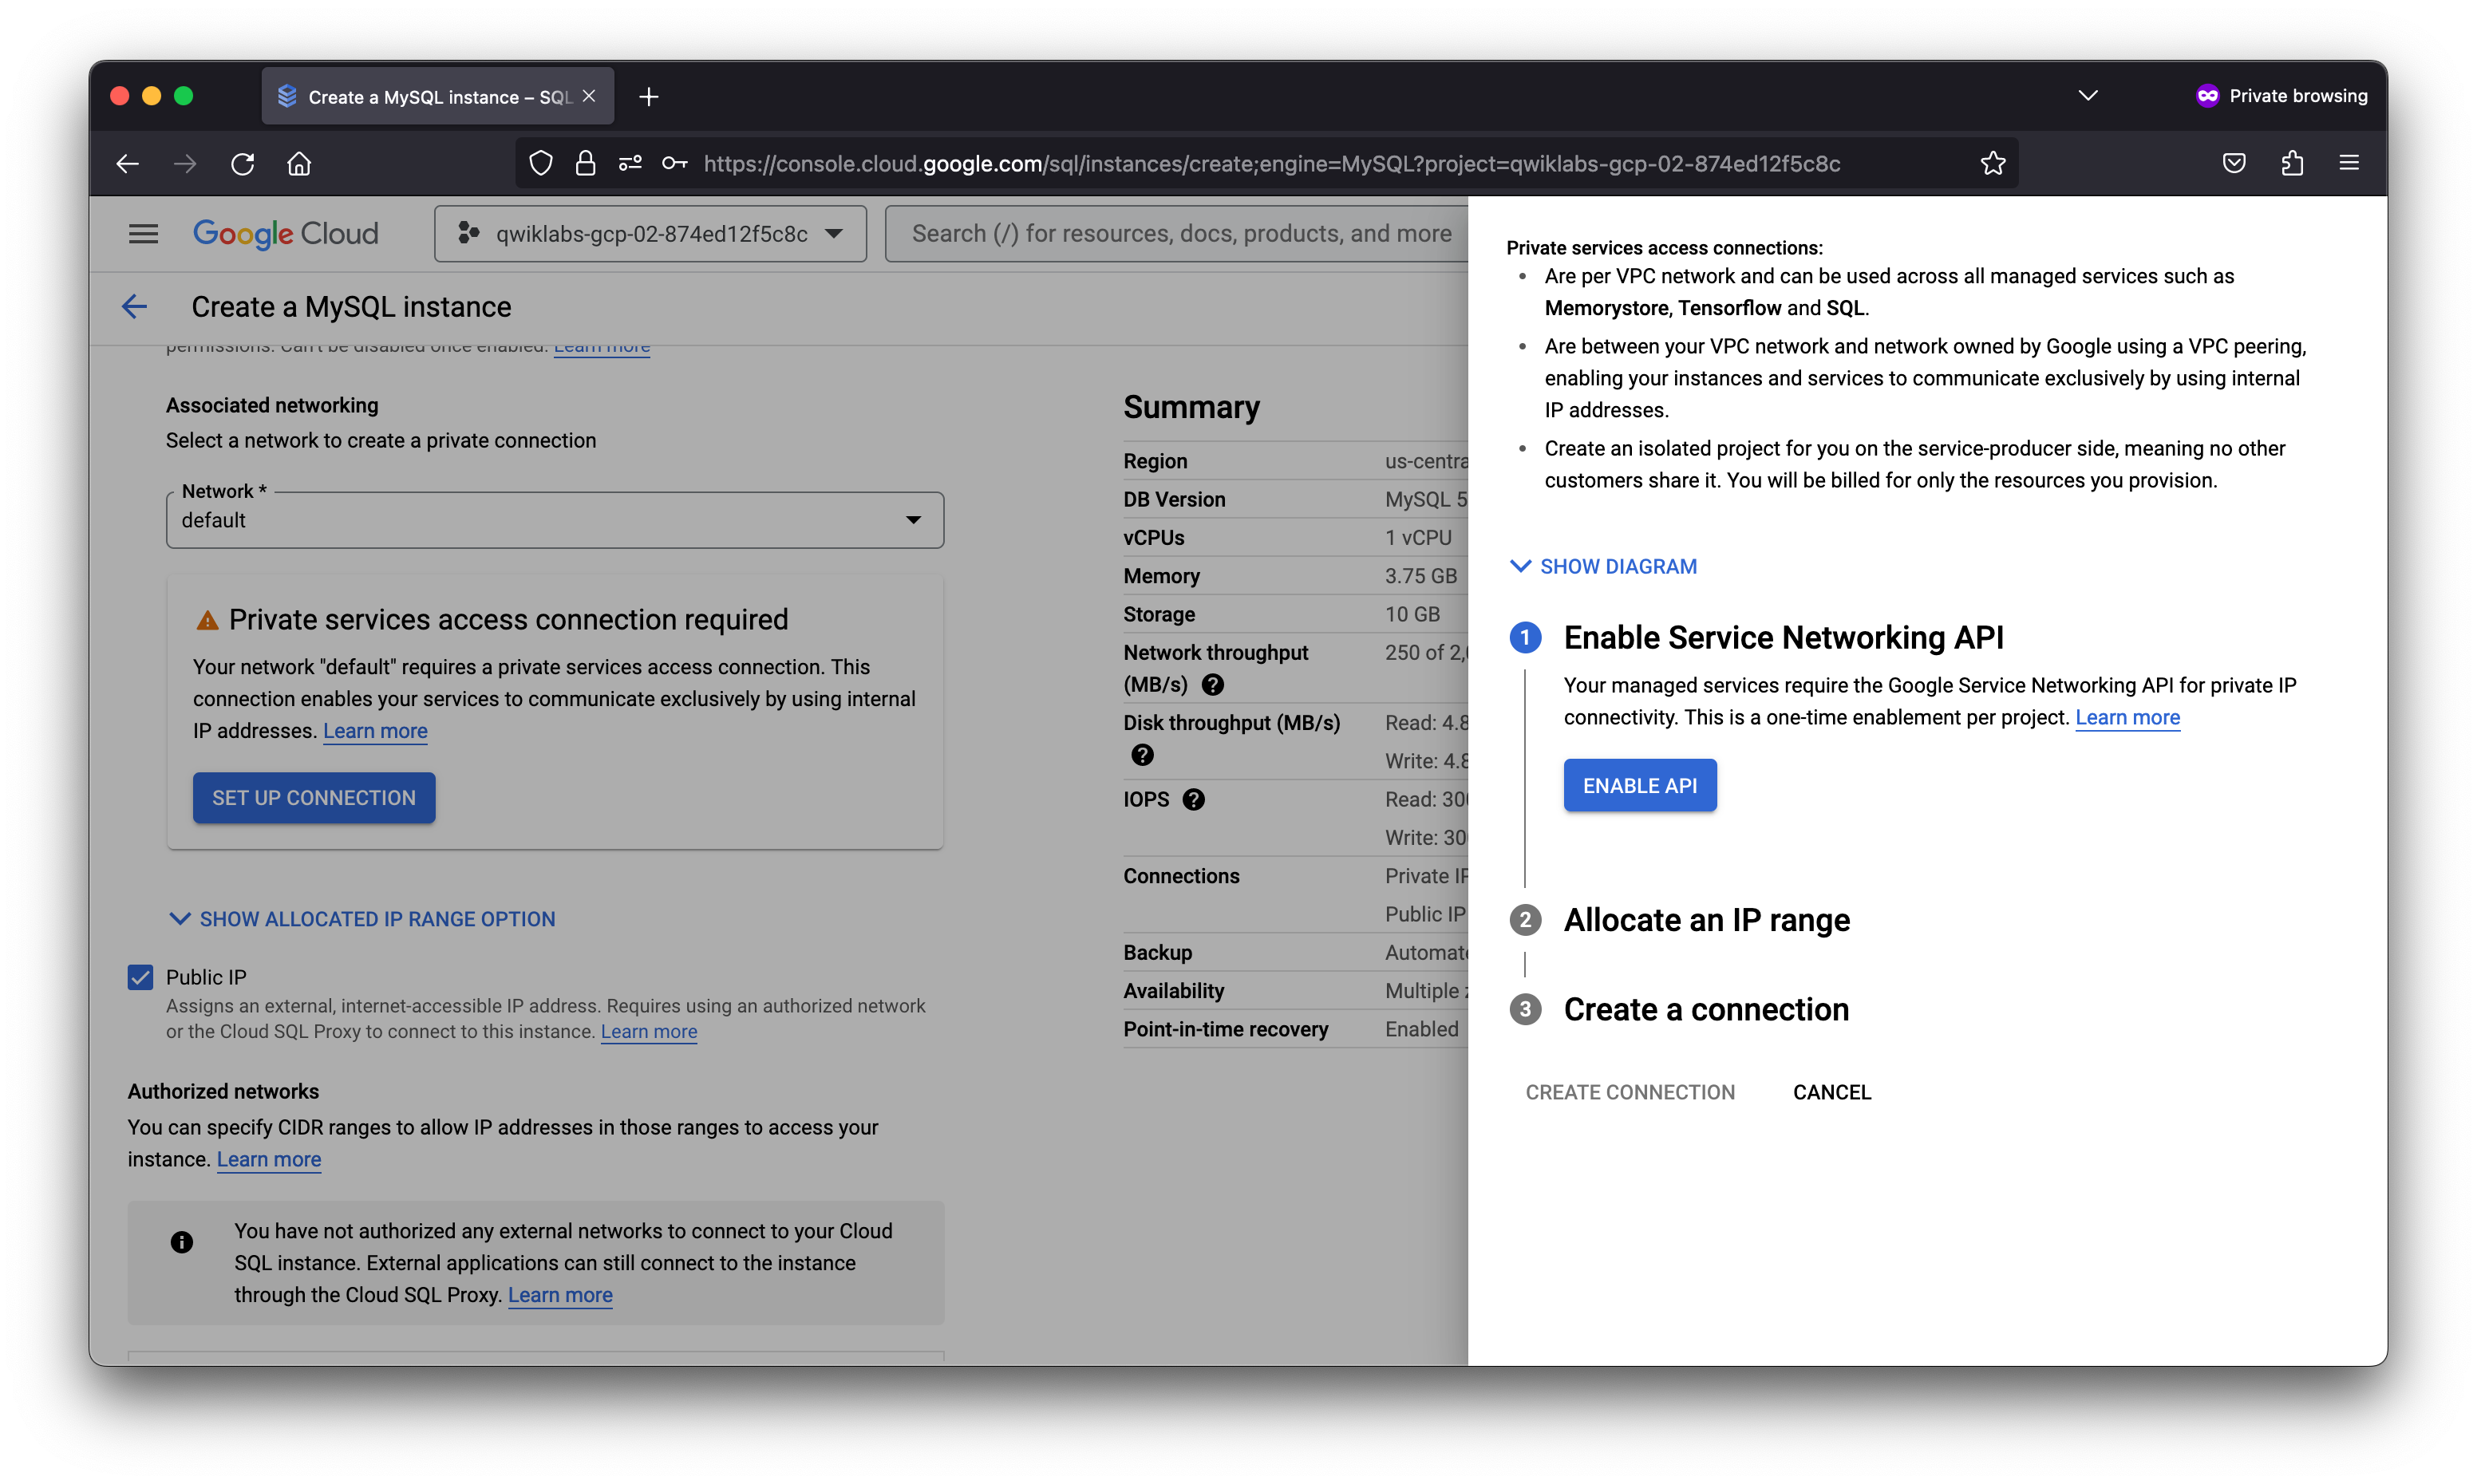 Create a MySQL instance – SQL
Private browsing
https://console.cloud.google.com/sql/instances/create;engine=MySQL?project=qwiklabs-gcp-02-874ed12f5c8c
Google Cloud
qwiklabs-gcp-02-874ed12f5c8c
Search (/) for resources, docs, products, and more
Create a MySQL instance
permissions. Can't be disabled once enabled. Learn more
Associated networking
Select a network to create a private connection
Network *
default
Private services access connection required
Your network "default" requires a private services access connection. This
connection enables your services to communicate exclusively by using internal
IP addresses. Learn more
SET UP CONNECTION
SHOW ALLOCATED IP RANGE OPTION
Public IP
Assigns an external, internet-accessible IP address. Requires using an authorized network
or the Cloud SQL Proxy to connect to this instance. Learn more
Authorized networks
You can specify CIDR ranges to allow IP addresses in those ranges to access your
instance. Learn more
You have not authorized any external networks to connect to your Cloud
SQL instance. External applications can still connect to the instance
through the Cloud SQL Proxy. Learn more
Summary
Region us-centra
DB Version MySQL 5
vCPUs 1 vCPU
Memory 3.75 GB
Storage 10 GB
Network throughput 250 of 2,
(MB/s)
Disk throughput (MB/s) Read: 4.8
Write: 4.8
IOPS Read: 30
Write: 30
Connections Private IP
Public IP
Backup Automate
Availability Multiple
Point-in-time recovery Enabled
Private services access connections:
Are per VPC network and can be used across all managed services such as
Memorystore, Tensorflow and SQL.
Are between your VPC network and network owned by Google using a VPC peering,
enabling your instances and services to communicate exclusively by using internal
IP addresses.
Create an isolated project for you on the service-producer side, meaning no other
customers share it. You will be billed for only the resources you provision.
SHOW DIAGRAM
1 Enable Service Networking API
Your managed services require the Google Service Networking API for private IP
connectivity. This is a one-time enablement per project. Learn more
ENABLE API
2 Allocate an IP range
3 Create a connection
CREATE CONNECTION CANCEL